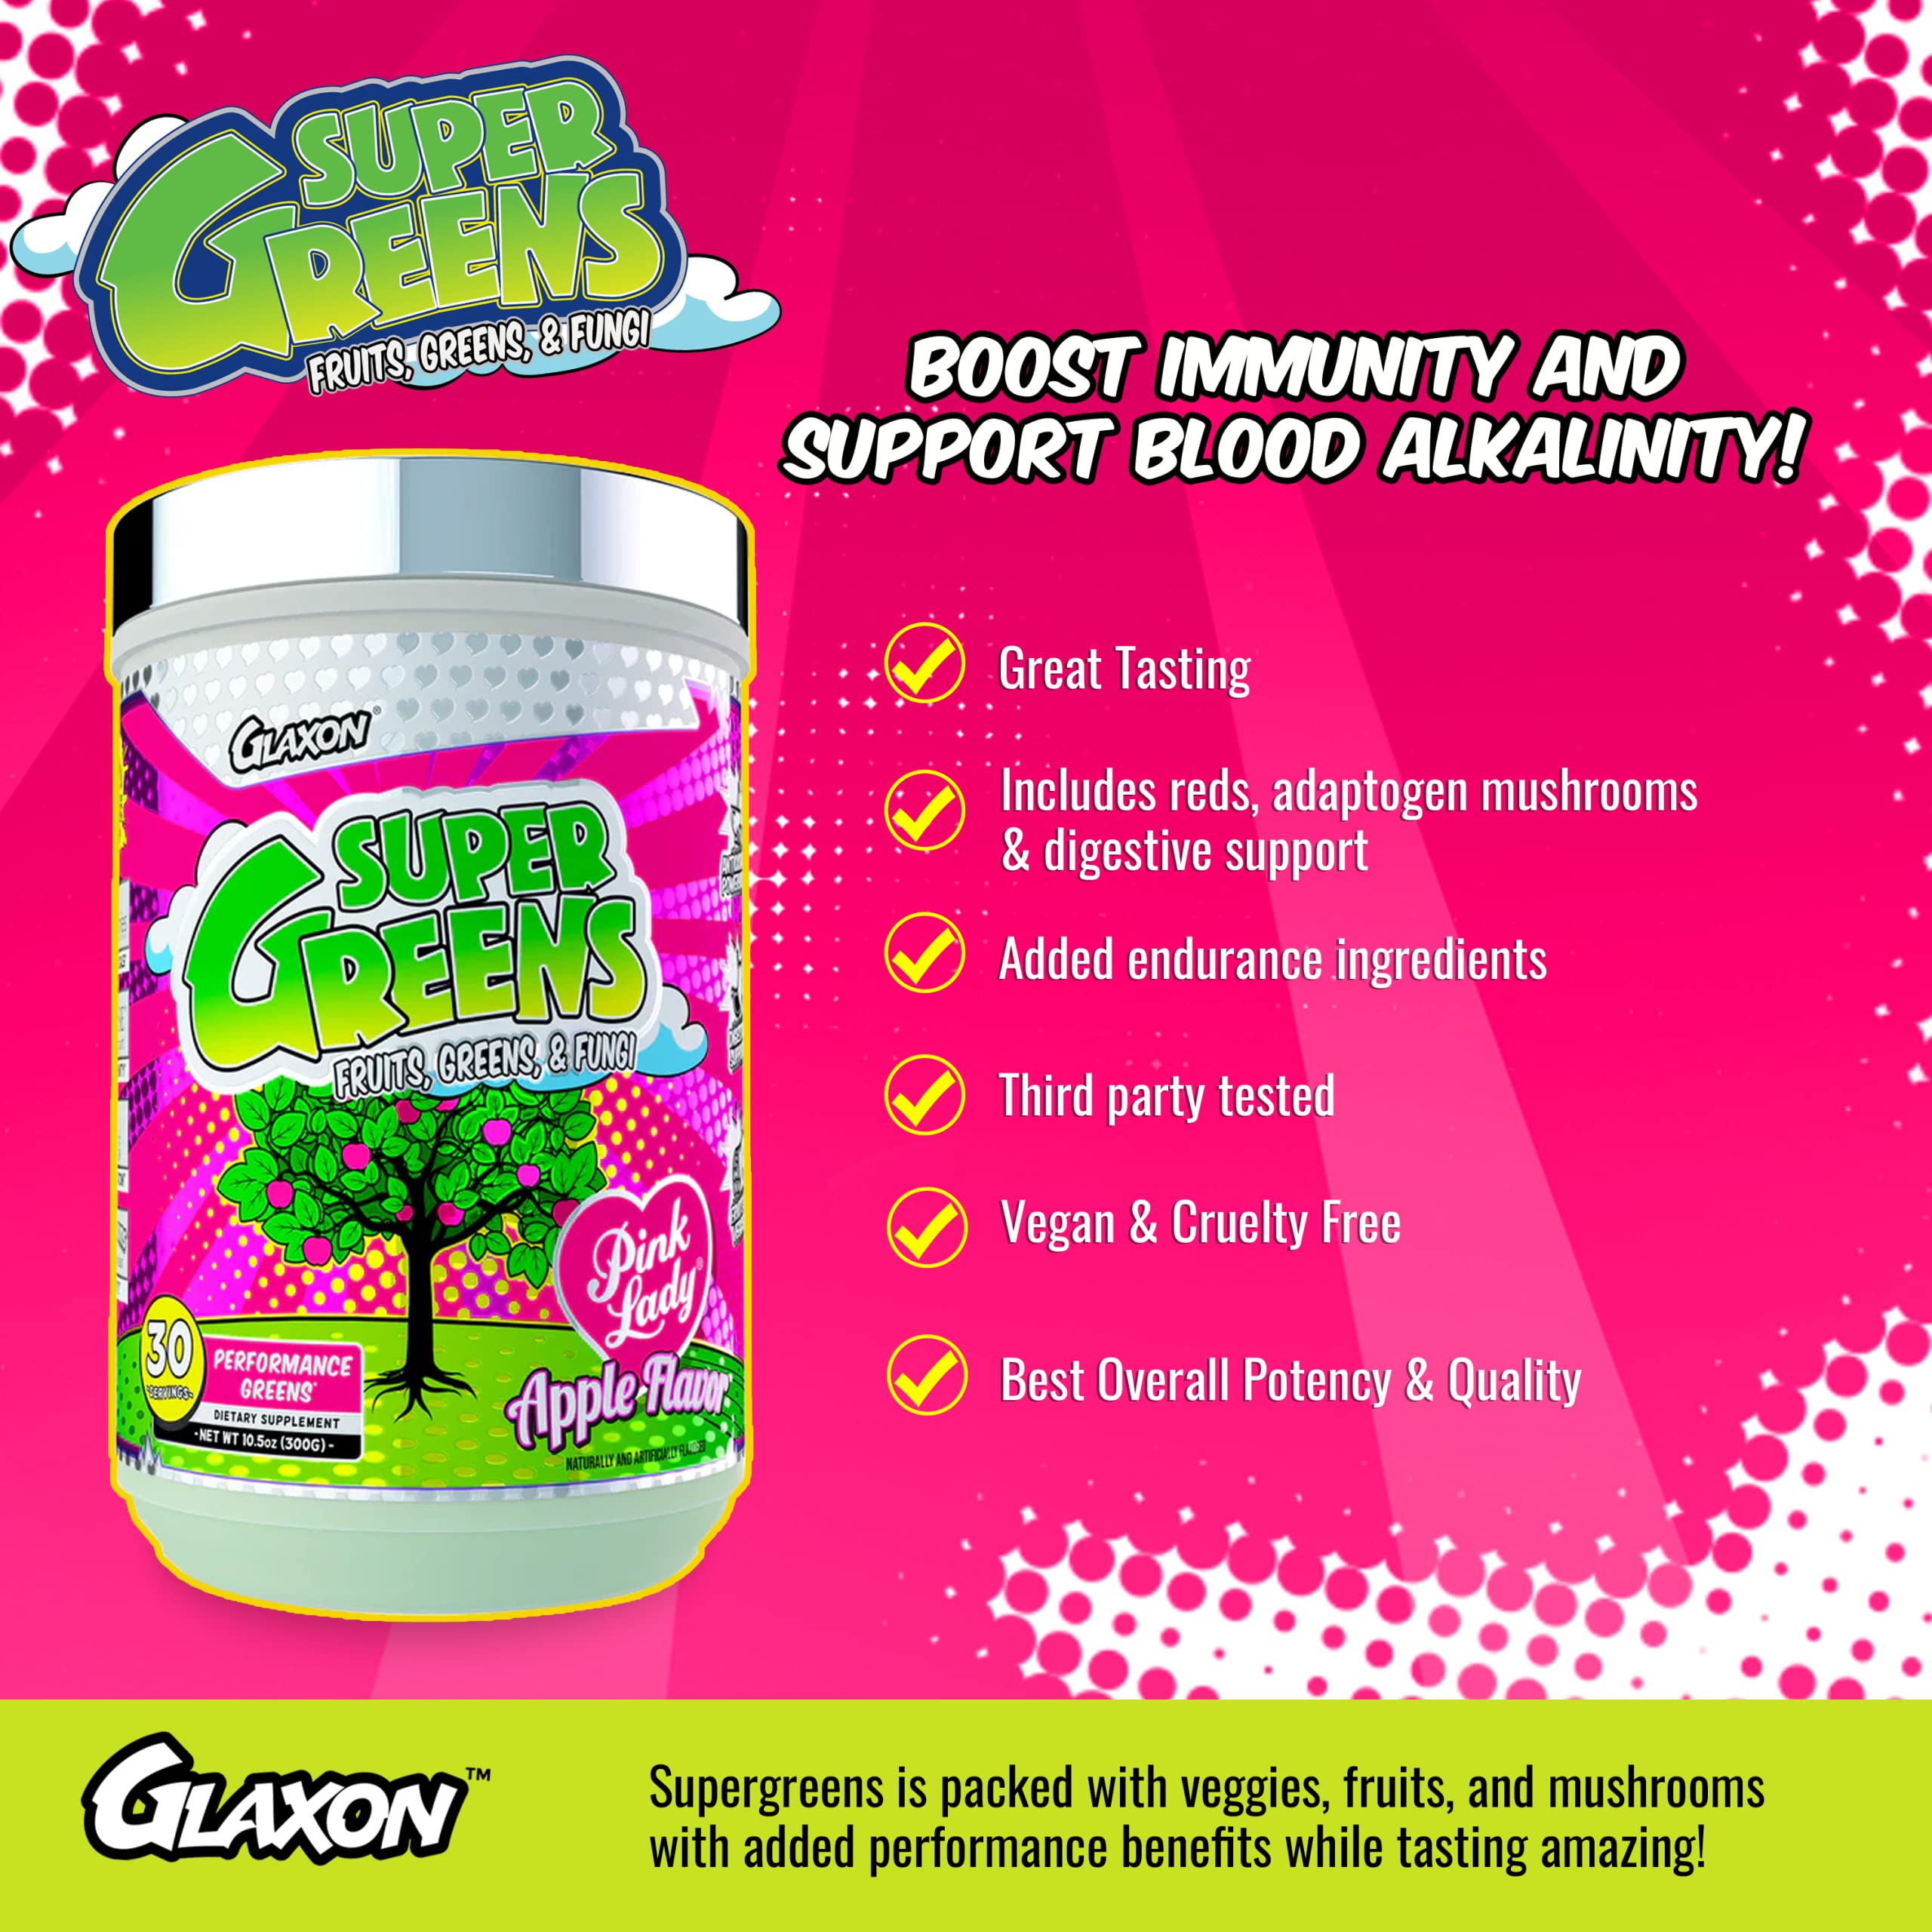 SUPER
GREENS
FRUITS, GREENS, & FUNGI
BOOST IMMUNITY AND
SUPPORT BLOOD ALKALINITY!
GLAXON®
SUPER
GREENS
FRUITS, GREENS, & FUNGI
Pink
Lady®
Apple Flavor
NATURALLY AND ARTIFICIALLY FLAVORED
30
SERVINGS
PERFORMANCE
GREENS
DIETARY SUPPLEMENT
-NET WT 10.5oz (300G)-
Great Tasting
Includes reds, adaptogen mushrooms
& digestive support
Added endurance ingredients
Third party tested
Vegan & Cruelty Free
Best Overall Potency & Quality
GLAXON™
Supergreens is packed with veggies, fruits, and mushrooms
with added performance benefits while tasting amazing!